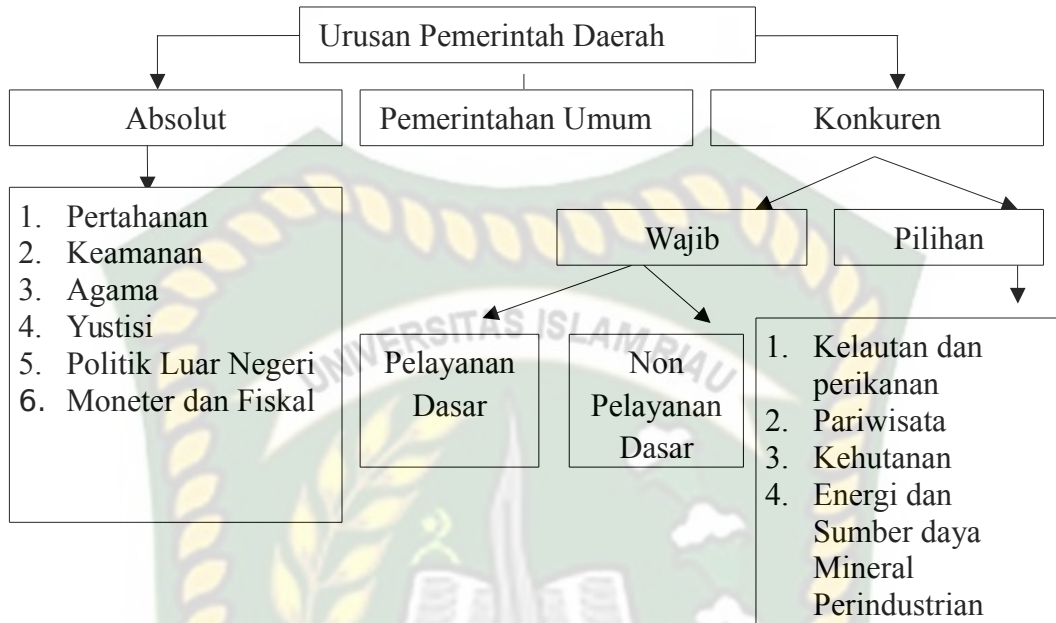 Urusan Pemerintah Daerah
Absolut
Pemerintahan Umum
Konkuren
1. Pertahanan
2. Keamanan
3. Agama
4. Yustisi
5. Politik Luar Negeri
6. Moneter dan Fiskal
Wajib
Pilihan
Pelayanan
Dasar
Non
Pelayanan
Dasar
1. Kelautan dan
perikanan
2. Pariwisata
3. Kehutanan
4. Energi dan
Sumber daya
Mineral
Perindustrian
UNIVERSITAS ISLAM RIAU